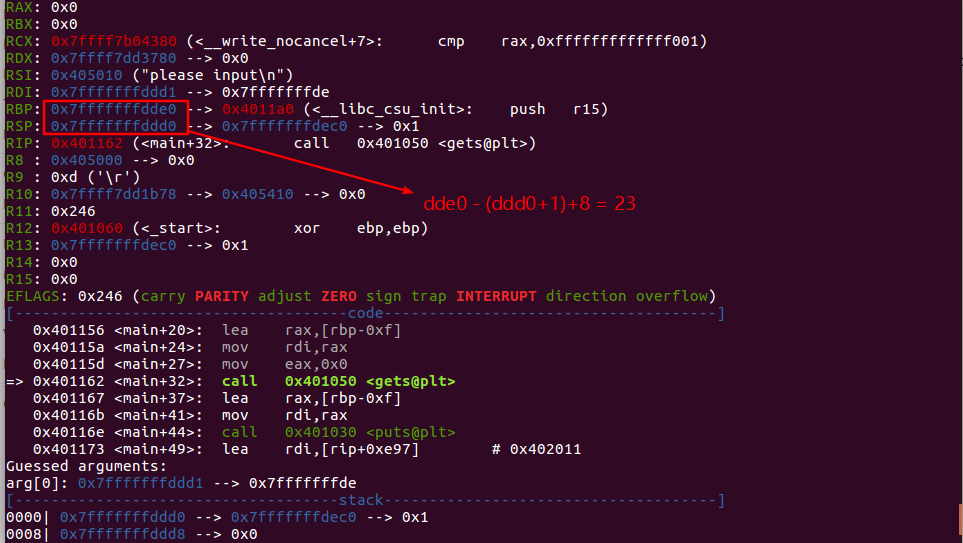 RAX: 0x0
RBX: 0x0
RCX: 0x7ffff7b04380 (<__write_nocancel+7>:      cmp    rax,0xfffffffffffff001)
RDX: 0x7ffff7dd3780 --> 0x0
RSI: 0x405010 ("please input\n")
RDI: 0x7fffffffddd1 --> 0x7fffffffde
RBP: 0x7fffffffdde0 --> 0x4011a0 (<__libc_csu_init>:    push   r15)
RSP: 0x7fffffffddd0 --> 0x7fffffffdec0 --> 0x1
RIP: 0x401162 (<main+32>:       call   0x401050 <gets@plt>)
R8 : 0x405000 --> 0x0
R9 : 0xd ('\r')
R10: 0x7ffff7dd1b78 --> 0x405410 --> 0x0
dde0 - (ddd0+1)+8 = 23
R11: 0x246
R12: 0x401060 (<_start>:        xor    ebp,ebp)
R13: 0x7fffffffdec0 --> 0x1
R14: 0x0
R15: 0x0
EFLAGS: 0x246 (carry PARITY adjust ZERO sign trap INTERRUPT direction overflow)
[-------------------------------------code-------------------------------------]
   0x401156 <main+20>:  lea    rax,[rbp-0xf]
   0x40115a <main+24>:  mov    rdi,rax
   0x40115d <main+27>:  mov    eax,0x0
=> 0x401162 <main+32>:  call   0x401050 <gets@plt>
   0x401167 <main+37>:  lea    rax,[rbp-0xf]
   0x40116b <main+41>:  mov    rdi,rax
   0x40116e <main+44>:  call   0x401030 <puts@plt>
   0x401173 <main+49>:  lea    rdi,[rip+0xe97]        # 0x402011
Guessed arguments:
arg[0]: 0x7fffffffddd1 --> 0x7fffffffde
[------------------------------------stack-------------------------------------]
0000| 0x7fffffffddd0 --> 0x7fffffffdec0 --> 0x1
0008| 0x7fffffffddd8 --> 0x0